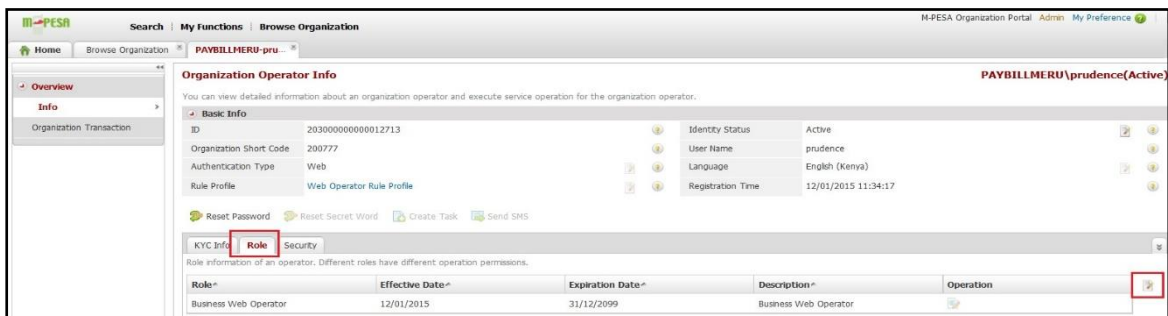 M-PESA Search My Functions Browse Organization M-PESA Organization Portal Admin My Preference
Home Browse Organization PAYBILLMERU-pru...
Overview
Info
Organization Transaction
Organization Operator Info PAYBILLMERU\prudence(Active)
You can view detailed information about an organization operator and execute service operation for the organization operator.
Basic Info
ID 203000000000012713 Identity Status Active
Organization Short Code 200777 User Name prudence
Authentication Type Web Language English (Kenya)
Rule Profile Web Operator Rule Profile Registration Time 12/01/2015 11:34:17
Reset Password Reset Secret Word Create Task Send SMS
KYC Info Role Security
Role information of an operator. Different roles have different operation permissions.
Role Effective Date Expiration Date Description Operation
Business Web Operator 12/01/2015 31/12/2099 Business Web Operator